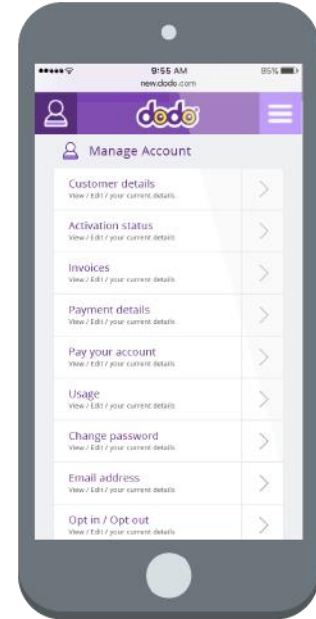 9:55 AM 85%
new.dodo.com
dodo
Manage Account
Customer details
View / Edit / your current details
Activation status
View / Edit / your current details
Invoices
View / Edit / your current details
Payment details
View / Edit / your current details
Pay your account
View / Edit / your current details
Usage
View / Edit / your current details
Change password
View / Edit / your current details
Email address
View / Edit / your current details
Opt in / Opt out
View / Edit / your current details